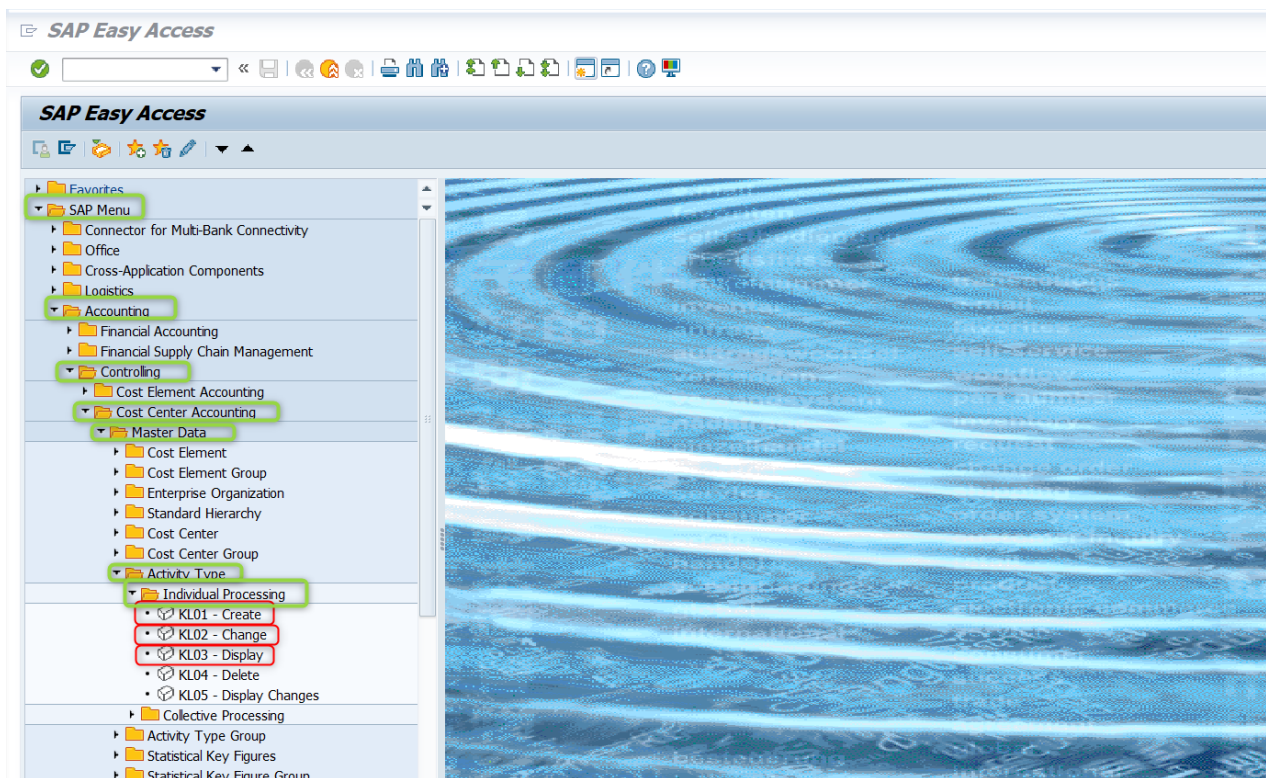 SAP Easy Access
SAP Easy Access
Favorites
SAP Menu
Connector for Multi-Bank Connectivity
Office
Cross-Application Components
Logistics
Accounting
Financial Accounting
Financial Supply Chain Management
Controlling
Cost Element Accounting
Cost Center Accounting
Master Data
Cost Element
Cost Element Group
Enterprise Organization
Standard Hierarchy
Cost Center
Cost Center Group
Activity Type
Individual Processing
KL01 - Create
KL02 - Change
KL03 - Display
KL04 - Delete
KL05 - Display Changes
Collective Processing
Activity Type Group
Statistical Key Figures
Statistical Key Figure Group